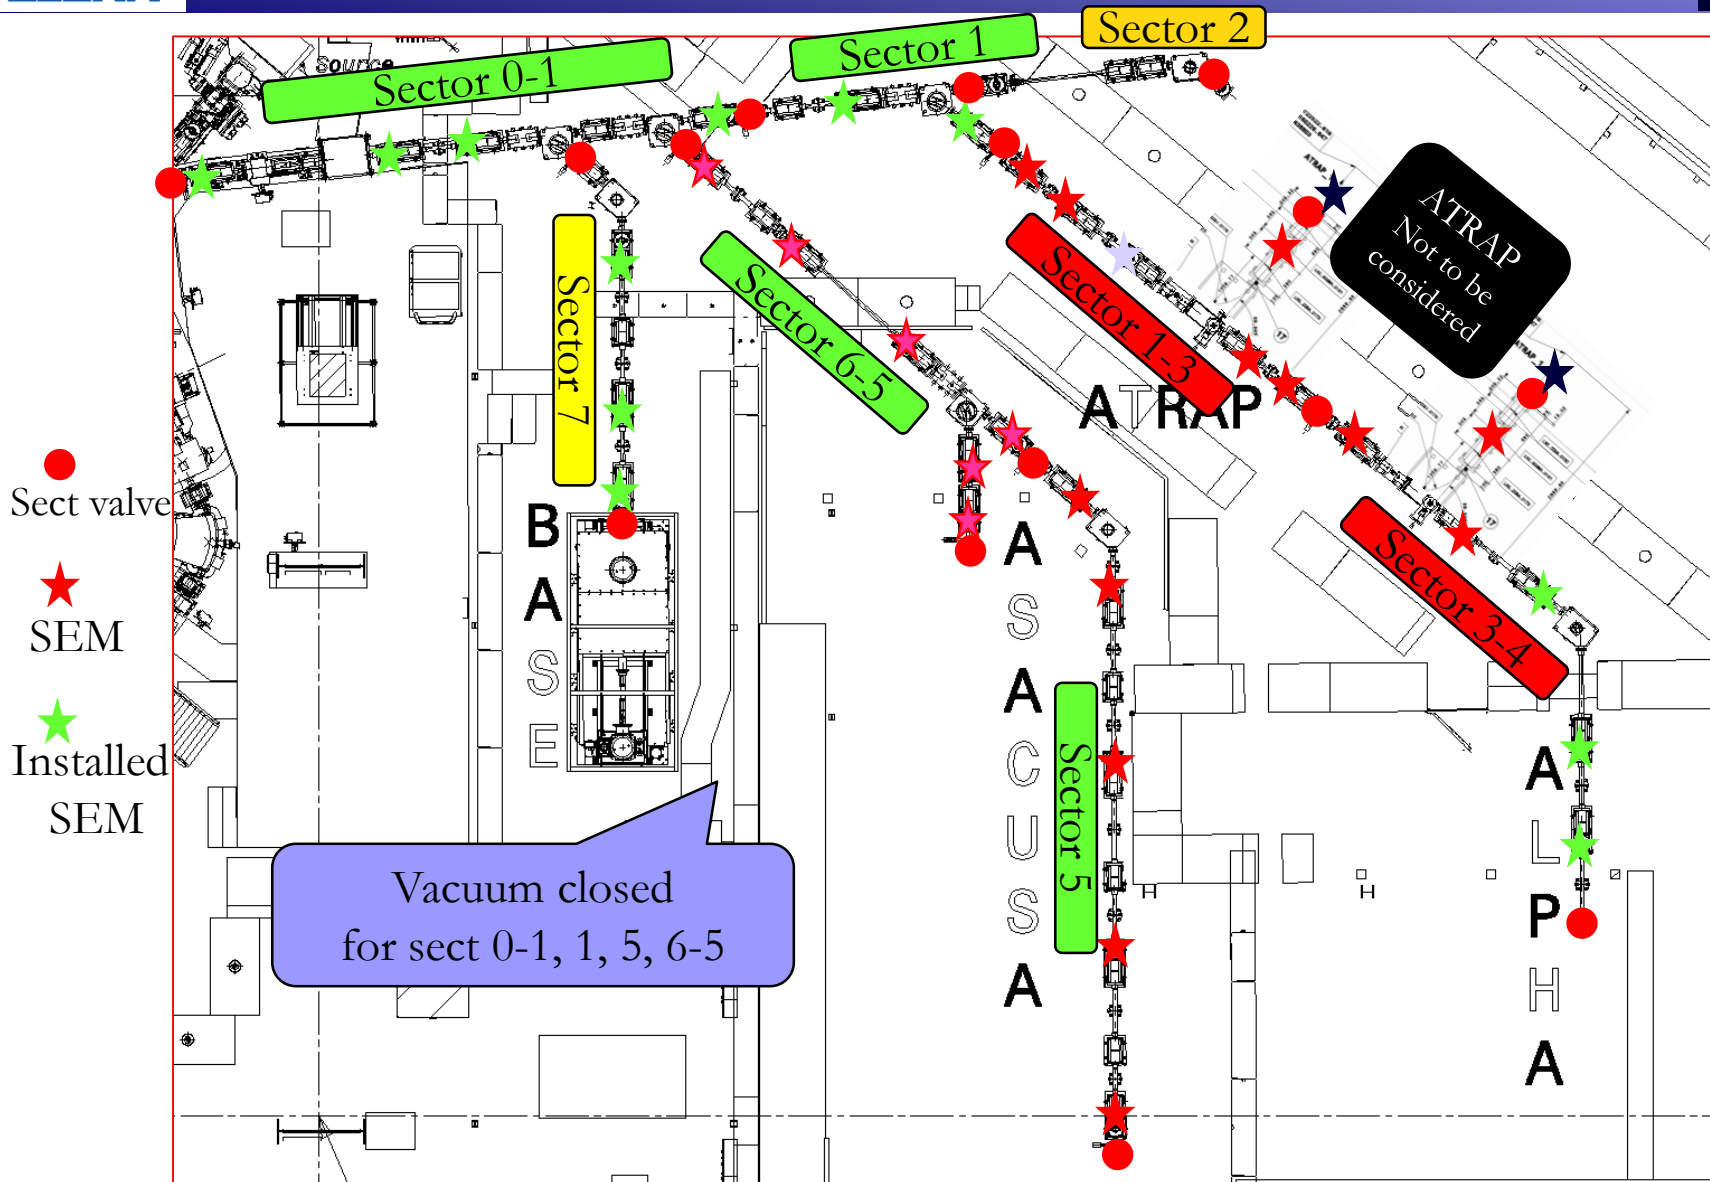 Source
Sector 0-1
Sector 1
Sector 2
ATRAP
Not to be
considered
Sector 7
Sector 6-5
Sector 1-3
ATRAP
Sect valve
SEM
Installed
SEM
BASE
ASACUSA
Sector 3-4
Sector 5
ALPHA
Vacuum closed
for sect 0-1, 1, 5, 6-5
17
17
H
H
H